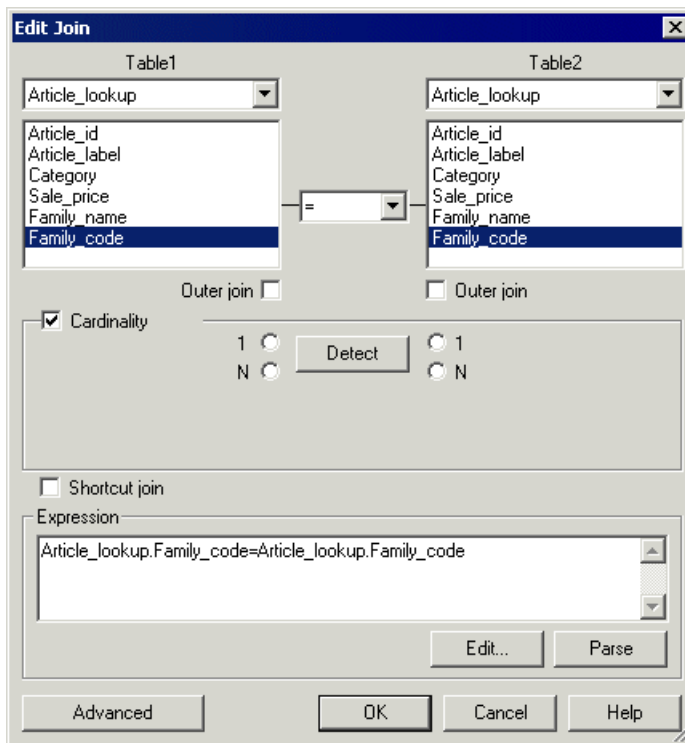 Edit Join
Table1 Table2
Article_lookup Article_lookup
Article_id Article_id
Article_label Article_label
Category Category
Sale_price Sale_price
Family_name = Family_name
Family_code Family_code
Outer join Outer join
Cardinality
1 Detect 1
N N
Shortcut join
Expression
Article_lookup.Family_code=Article_lookup.Family_code
Edit... Parse
Advanced OK Cancel Help